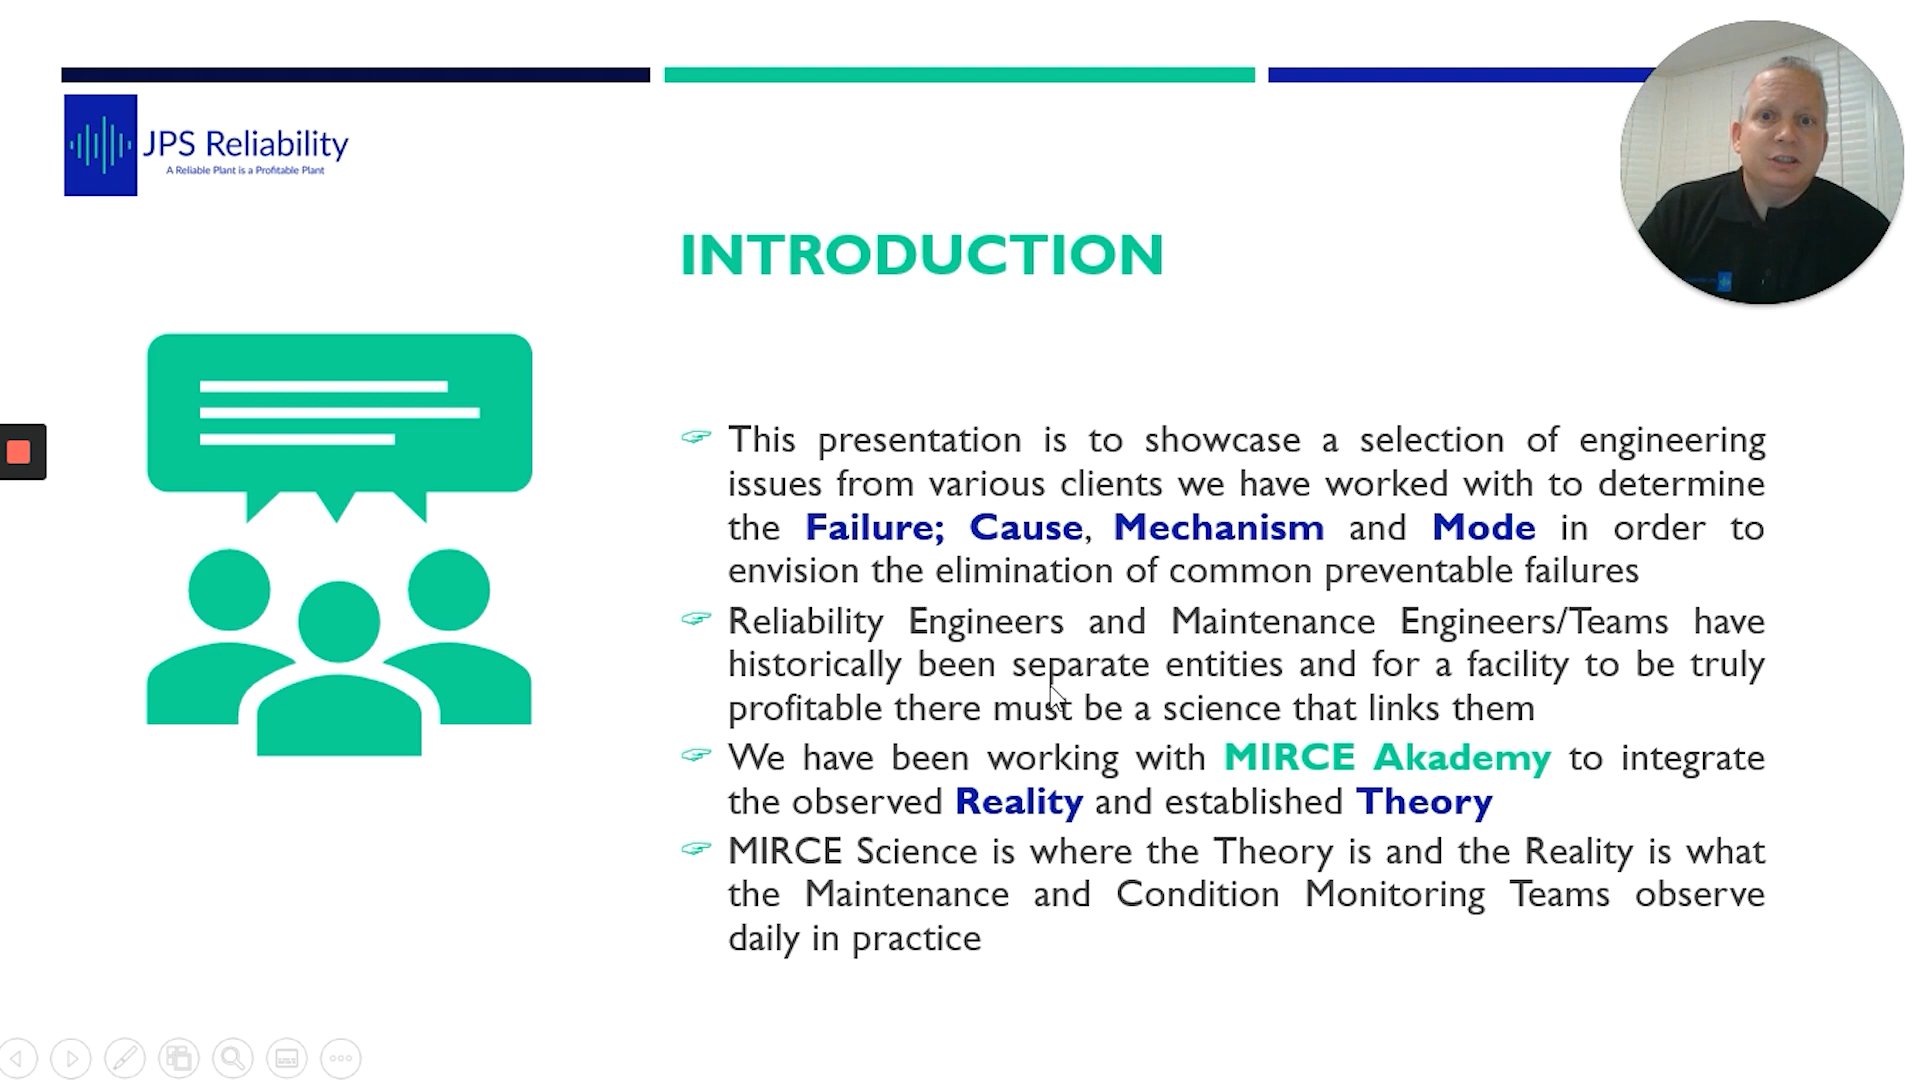 JPS Reliability
A Reliable Plant is a Profitable Plant
INTRODUCTION
This presentation is to showcase a selection of engineering
issues from various clients we have worked with to determine
the Failure; Cause, Mechanism and Mode in order to
envision the elimination of common preventable failures
Reliability Engineers and Maintenance Engineers/Teams have
historically been separate entities and for a facility to be truly
profitable there must be a science that links them
We have been working with MIRCE Akademy to integrate
the observed Reality and established Theory
MIRCE Science is where the Theory is and the Reality is what
the Maintenance and Condition Monitoring Teams observe
daily in practice